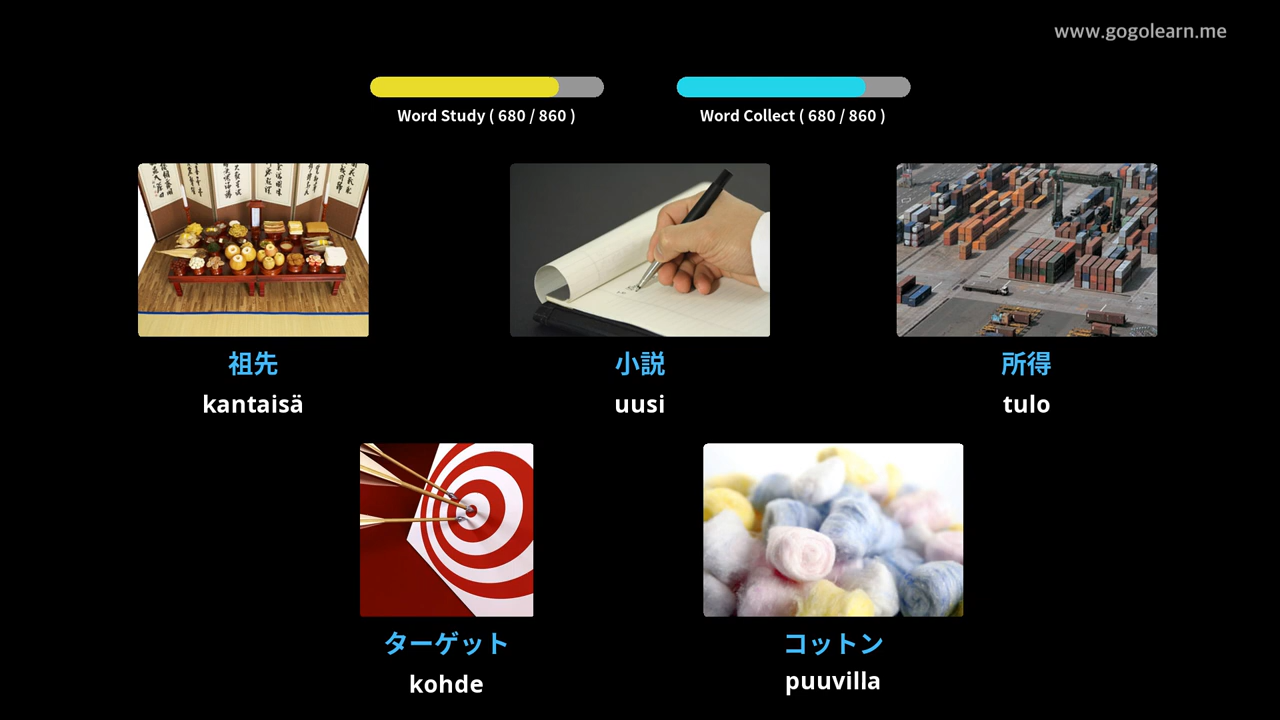 www.gogolearn.me
Word Study ( 680 / 860 )
Word Collect ( 680 / 860 )
祖先
kantaisä
小説
uusi
所得
tulo
ターゲット
kohde
コットン
puuvilla